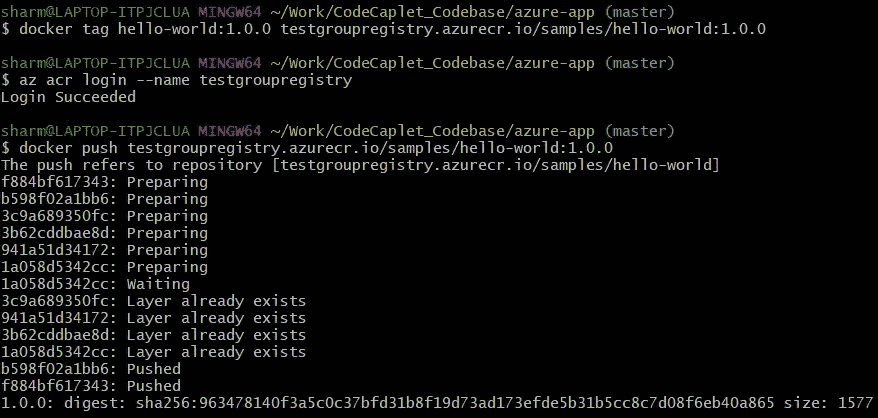 sharm@LAPTOP-ITPJCLUA MINGW64 ~/Work/CodeCaplet_Codebase/azure-app (master)
$ docker tag hello-world:1.0.0 testgroupregistry.azurecr.io/samples/hello-world:1.0.0
sharm@LAPTOP-ITPJCLUA MINGW64 ~/Work/CodeCaplet_Codebase/azure-app (master)
$ az acr login --name testgroupregistry
Login Succeeded
sharm@LAPTOP-ITPJCLUA MINGW64 ~/Work/CodeCaplet_Codebase/azure-app (master)
$ docker push testgroupregistry.azurecr.io/samples/hello-world:1.0.0
The push refers to repository [testgroupregistry.azurecr.io/samples/hello-world]
f884bf617343: Preparing
b598f02a1bb6: Preparing
3c9a689350fc: Preparing
3b62cddbae8d: Preparing
941a51d34172: Preparing
1a058d5342cc: Preparing
1a058d5342cc: Waiting
3c9a689350fc: Layer already exists
941a51d34172: Layer already exists
3b62cddbae8d: Layer already exists
1a058d5342cc: Layer already exists
b598f02a1bb6: Pushed
f884bf617343: Pushed
1.0.0: digest: sha256:963478140f3a5c0c37bfd31b8f19d73ad173efde5b31b5cc8c7d08f6eb40a865 size: 1577